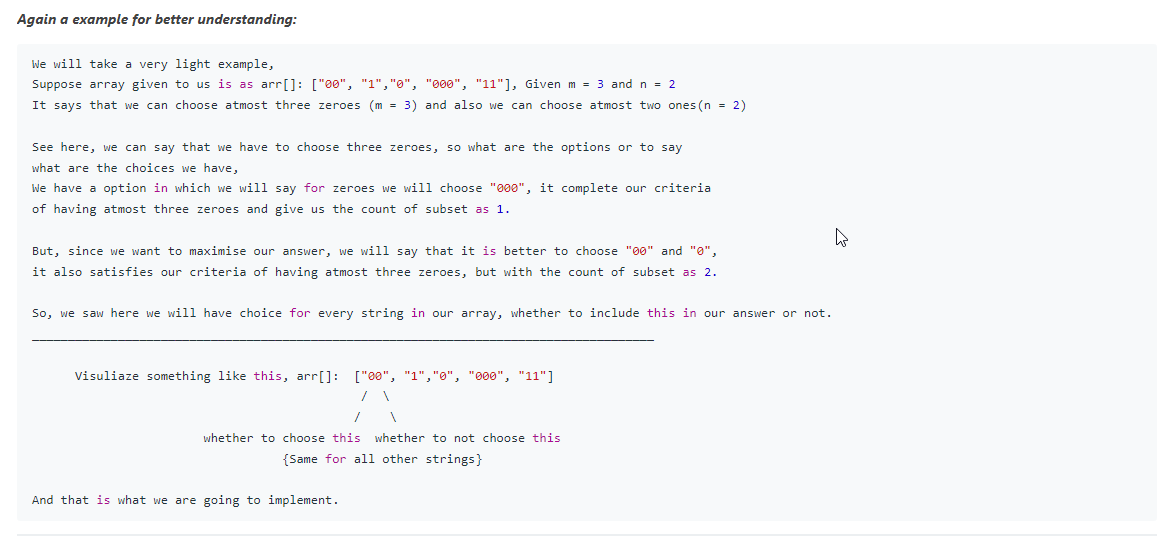 Again a example for better understanding:
We will take a very light example,
Suppose array given to us is as arr[]: ["00", "1","0", "000", "11"], Given m = 3 and n = 2
It says that we can choose atmost three zeroes (m = 3) and also we can choose atmost two ones(n = 2)
See here, we can say that we have to choose three zeroes, so what are the options or to say
what are the choices we have,
We have a option in which we will say for zeroes we will choose "000", it complete our criteria
of having atmost three zeroes and give us the count of subset as 1.
But, since we want to maximise our answer, we will say that it is better to choose "00" and "0",
it also satisfies our criteria of having atmost three zeroes, but with the count of subset as 2.
So, we saw here we will have choice for every string in our array, whether to include this in our answer or not.
Visuliaze something like this, arr[]:  ["00", "1","0", "000", "11"]
/ \
/ \
whether to choose this  whether to not choose this
{Same for all other strings}
And that is what we are going to implement.